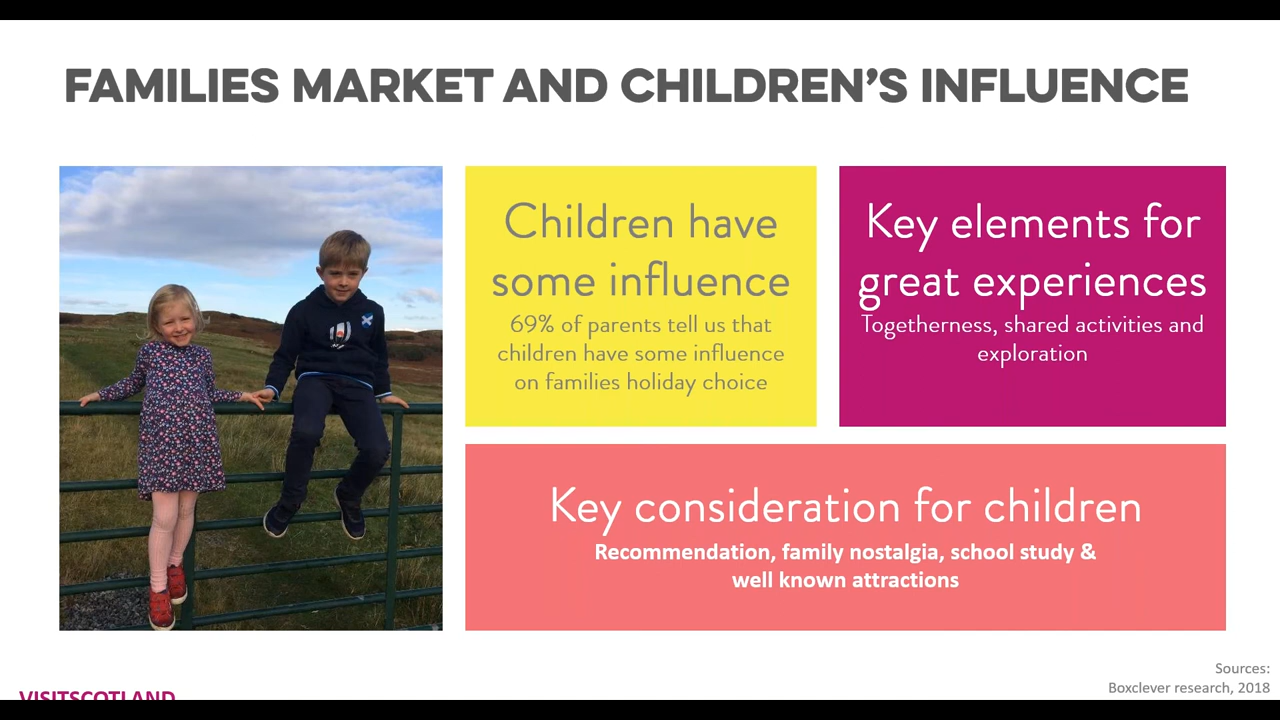 FAMILIES MARKET AND CHILDREN'S INFLUENCE
Children have
some influence
69% of parents tell us that
children have some influence
on families holiday choice
Key elements for
great experiences
Togetherness, shared activities and
exploration
Key consideration for children
Recommendation, family nostalgia, school study &
well known attractions
Sources:
Boxclever research, 2018
VISITSCOTLAND